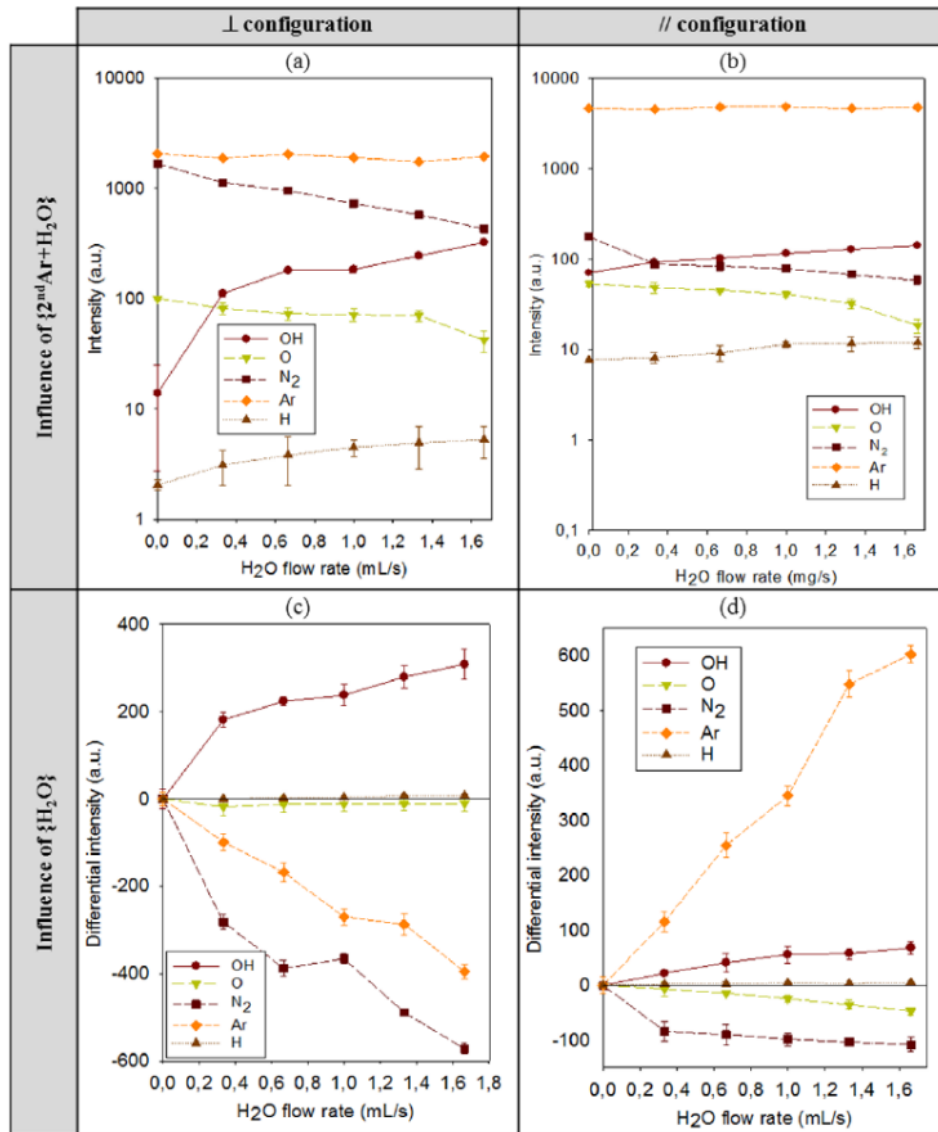 ⊥ configuration
// configuration
Influence of {2ndAr+H2O}
(a)
10000
1000
100
10
1
Intensity (a.u.)
OH
O
N2
Ar
H
0,0 0,2 0,4 0,6 0,8 1,0 1,2 1,4 1,6
H2O flow rate (mL/s)
(b)
10000
1000
100
10
1
0,1
Intensity (a.u.)
OH
O
N2
Ar
H
0,0 0,2 0,4 0,6 0,8 1,0 1,2 1,4 1,6
H2O flow rate (mg/s)
Influence of {H2O}
(c)
400
200
0
-200
-400
-600
Differential intensity (a.u.)
OH
O
N2
Ar
H
0,0 0,2 0,4 0,6 0,8 1,0 1,2 1,4 1,6 1,8
H2O flow rate (mL/s)
(d)
600
500
400
300
200
100
0
-100
Differential intensity (a.u.)
OH
O
N2
Ar
H
0,0 0,2 0,4 0,6 0,8 1,0 1,2 1,4 1,6
H2O flow rate (mL/s)